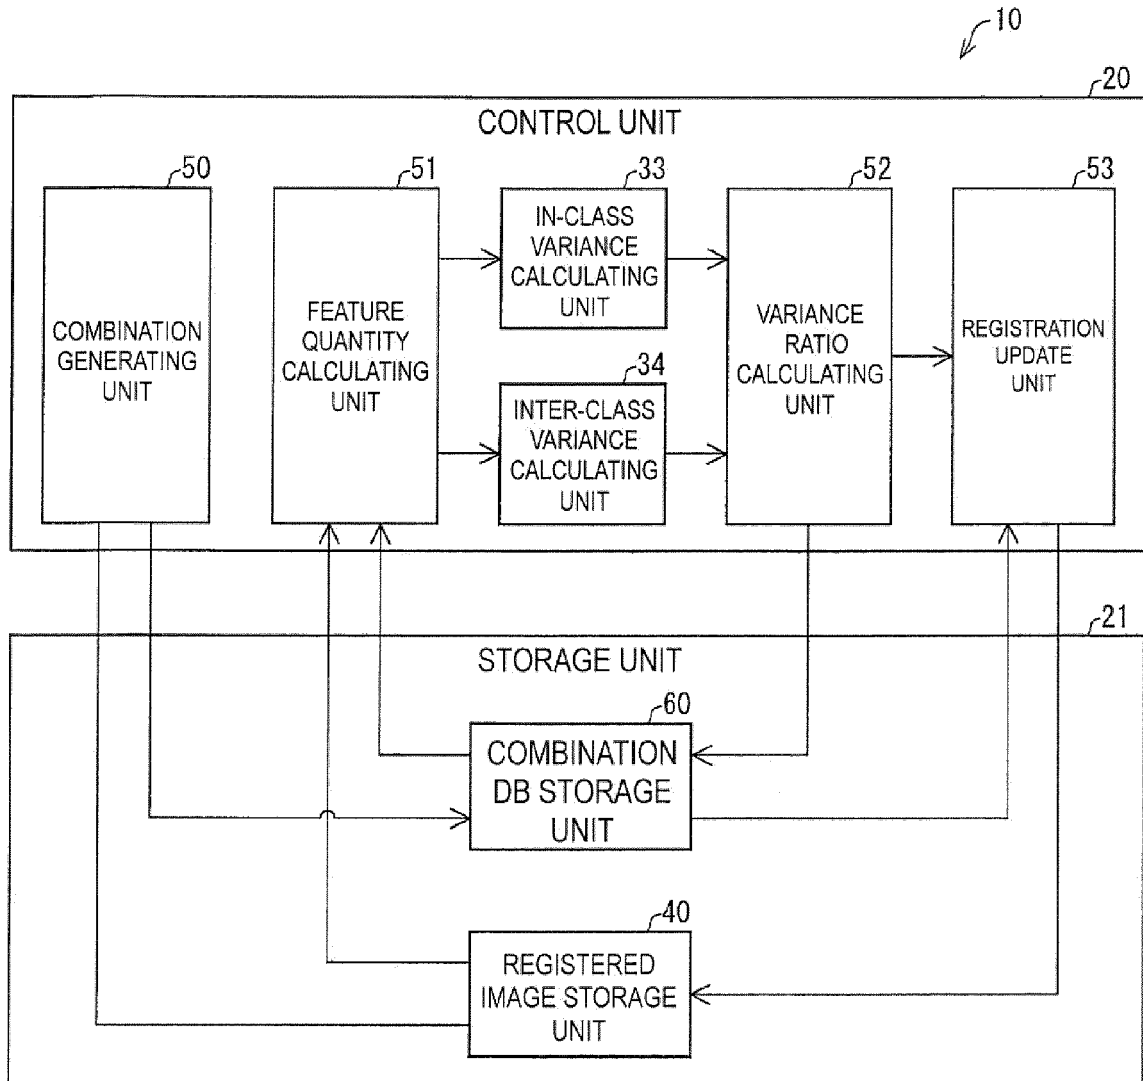 10
20
CONTROL UNIT
50
51
33
52
53
IN-CLASS
VARIANCE
CALCULATING
UNIT
COMBINATION
GENERATING
UNIT
FEATURE
QUANTITY
CALCULATING
UNIT
VARIANCE
RATIO
CALCULATING
UNIT
REGISTRATION
UPDATE
UNIT
34
INTER-CLASS
VARIANCE
CALCULATING
UNIT
21
STORAGE UNIT
60
COMBINATION
DB STORAGE
UNIT
40
REGISTERED
IMAGE STORAGE
UNIT